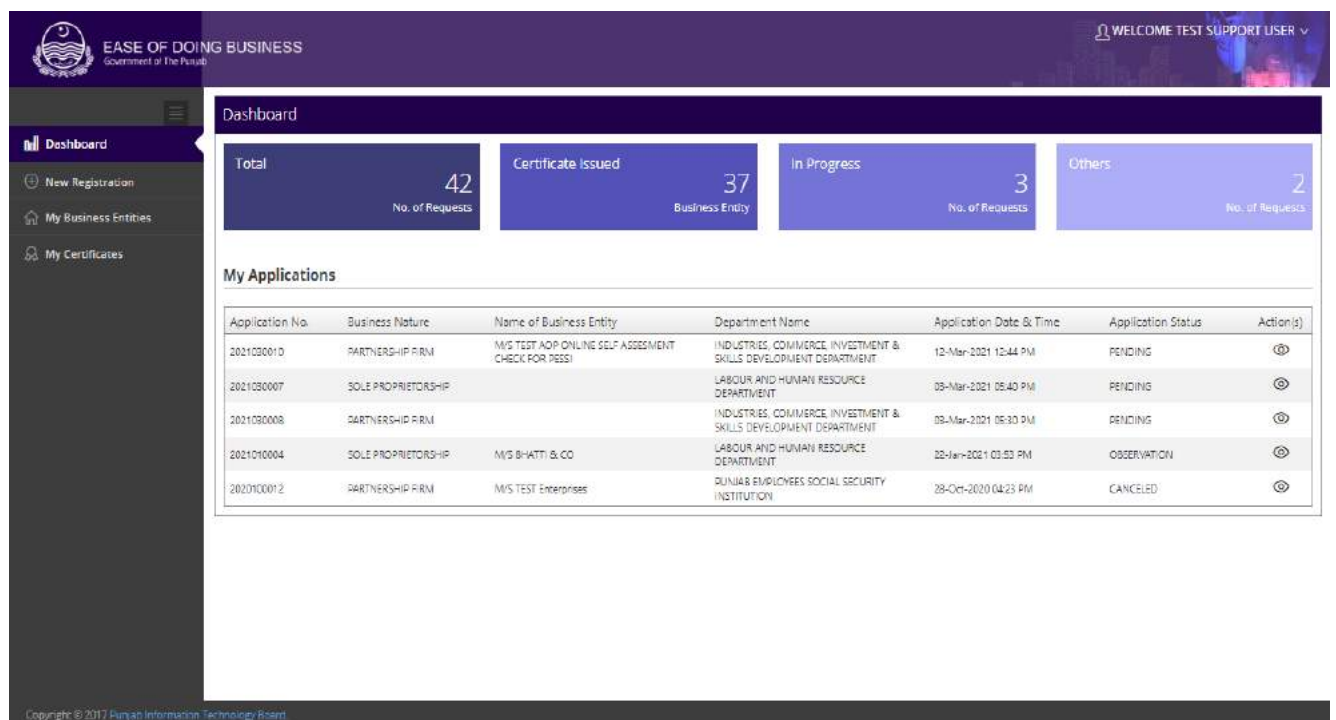 EASE OF DOING BUSINESS
Government of The Punjab
WELCOME TEST SUPPORT USER
Dashboard
New Registration
My Business Entities
My Certificates
Dashboard
Total
42
No. of Requests
Certificate Issued
37
Business Entity
In Progress
3
No. of Requests
Others
2
No. of Requests
My Applications
Application No. Business Nature Name of Business Entity Department Name Application Date & Time Application Status Action(s)
2021030010 PARTNERSHIP FIRM M/S TEST AOP ONLINE SELF ASSESMENT CHECK FOR PESSI INDUSTRIES, COMMERCE, INVESTMENT & SKILLS DEVELOPMENT DEPARTMENT 12-Mar-2021 12:44 PM PENDING
2021030007 SOLE PROPRIETORSHIP LABOUR AND HUMAN RESOURCE DEPARTMENT 03-Mar-2021 05:40 PM PENDING
2021030008 PARTNERSHIP FIRM INDUSTRIES, COMMERCE, INVESTMENT & SKILLS DEVELOPMENT DEPARTMENT 03-Mar-2021 05:30 PM PENDING
2021010004 SOLE PROPRIETORSHIP M/S BHATTI & CO LABOUR AND HUMAN RESOURCE DEPARTMENT 22-Jan-2021 03:53 PM OBSERVATION
2020100012 PARTNERSHIP FIRM M/S TEST Enterprises PUNJAB EMPLOYEES SOCIAL SECURITY INSTITUTION 28-Oct-2020 04:23 PM CANCELED
Copyright © 2017 Punjab Information Technology Board.